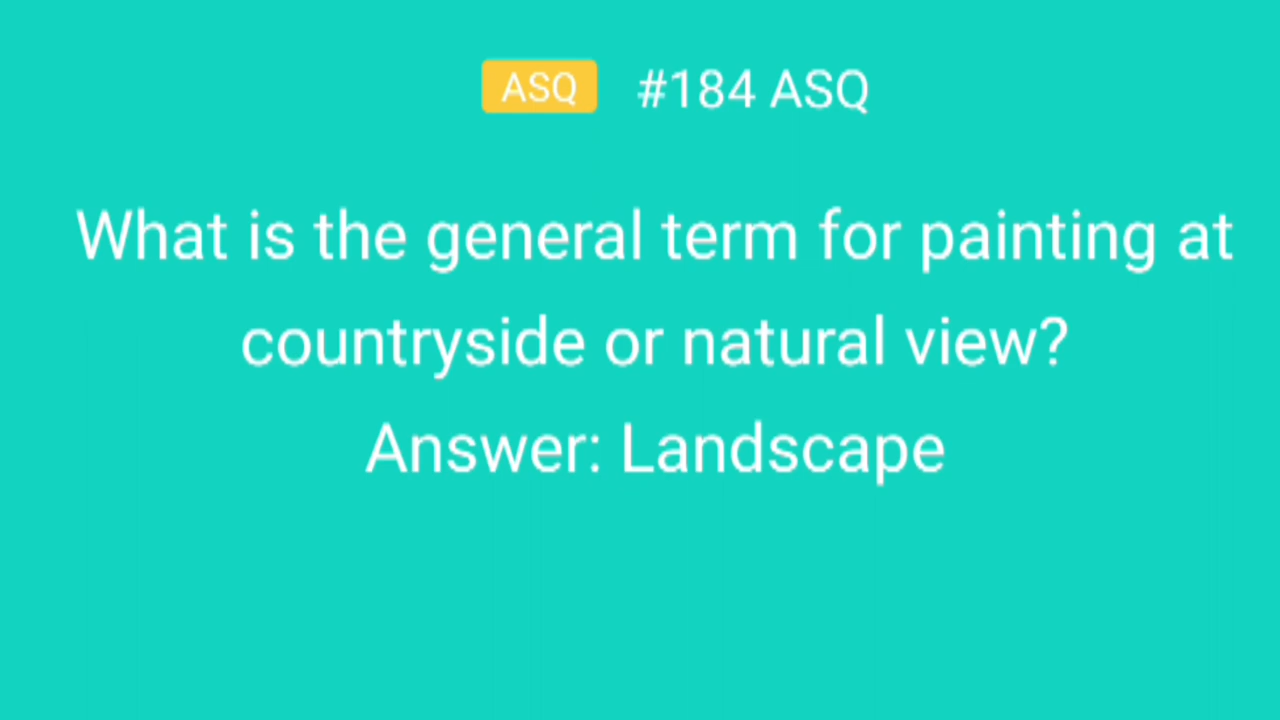 ASQ #184 ASQ
What is the general term for painting at
countryside or natural view?
Answer: Landscape